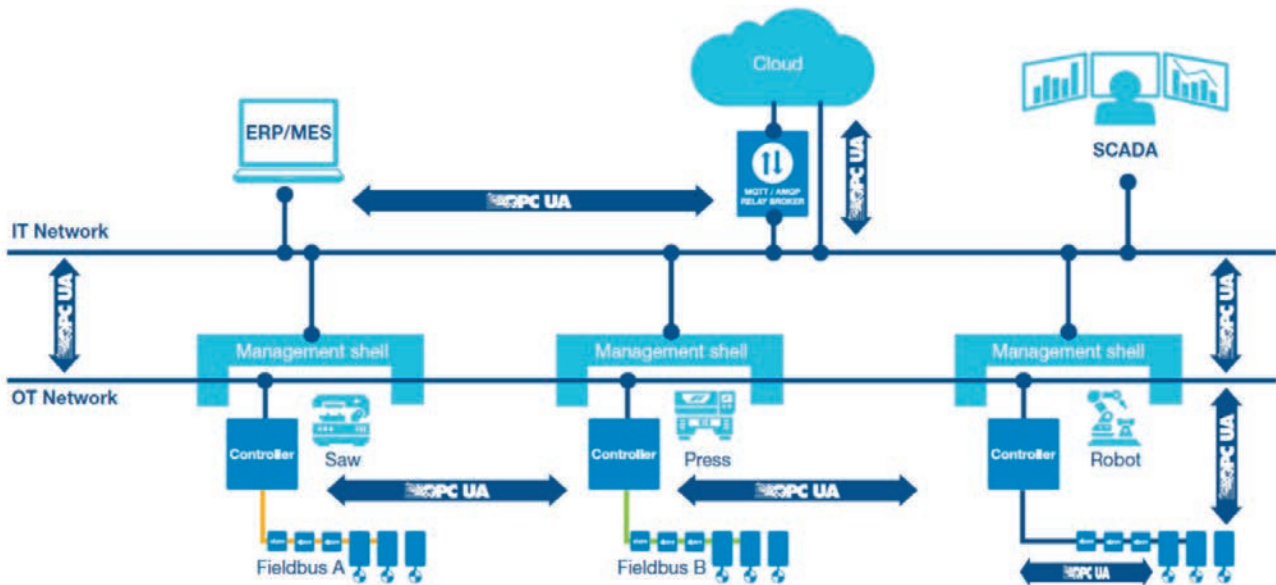 Cloud
ERP/MES
MQTT / AMQP
RELAY BROKER
SCADA
OPC UA
OPC UA
IT Network
OPC UA
OPC UA
Management shell
Management shell
Management shell
OT Network
Controller
Saw
Controller
Press
Controller
Robot
OPC UA
OPC UA
OPC UA
Fieldbus A
Fieldbus B
OPC UA